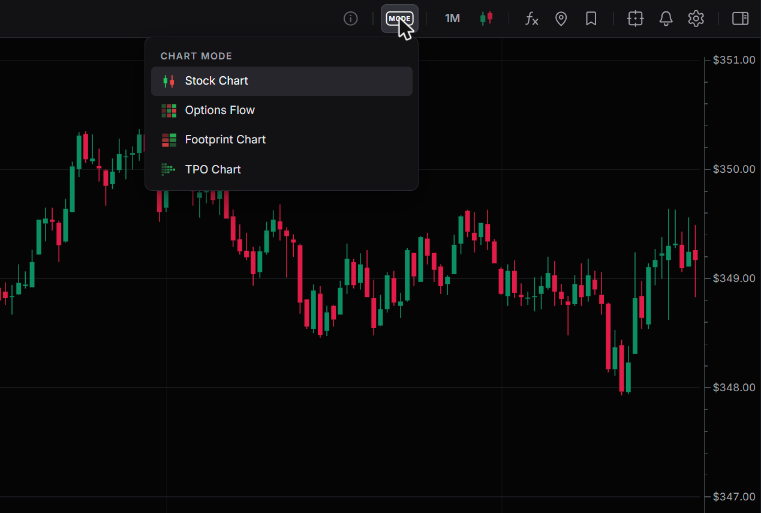 MODE
1M
fx
CHART MODE
Stock Chart
Options Flow
Footprint Chart
TPO Chart
$351.00
$350.00
$349.00
$348.00
$347.00